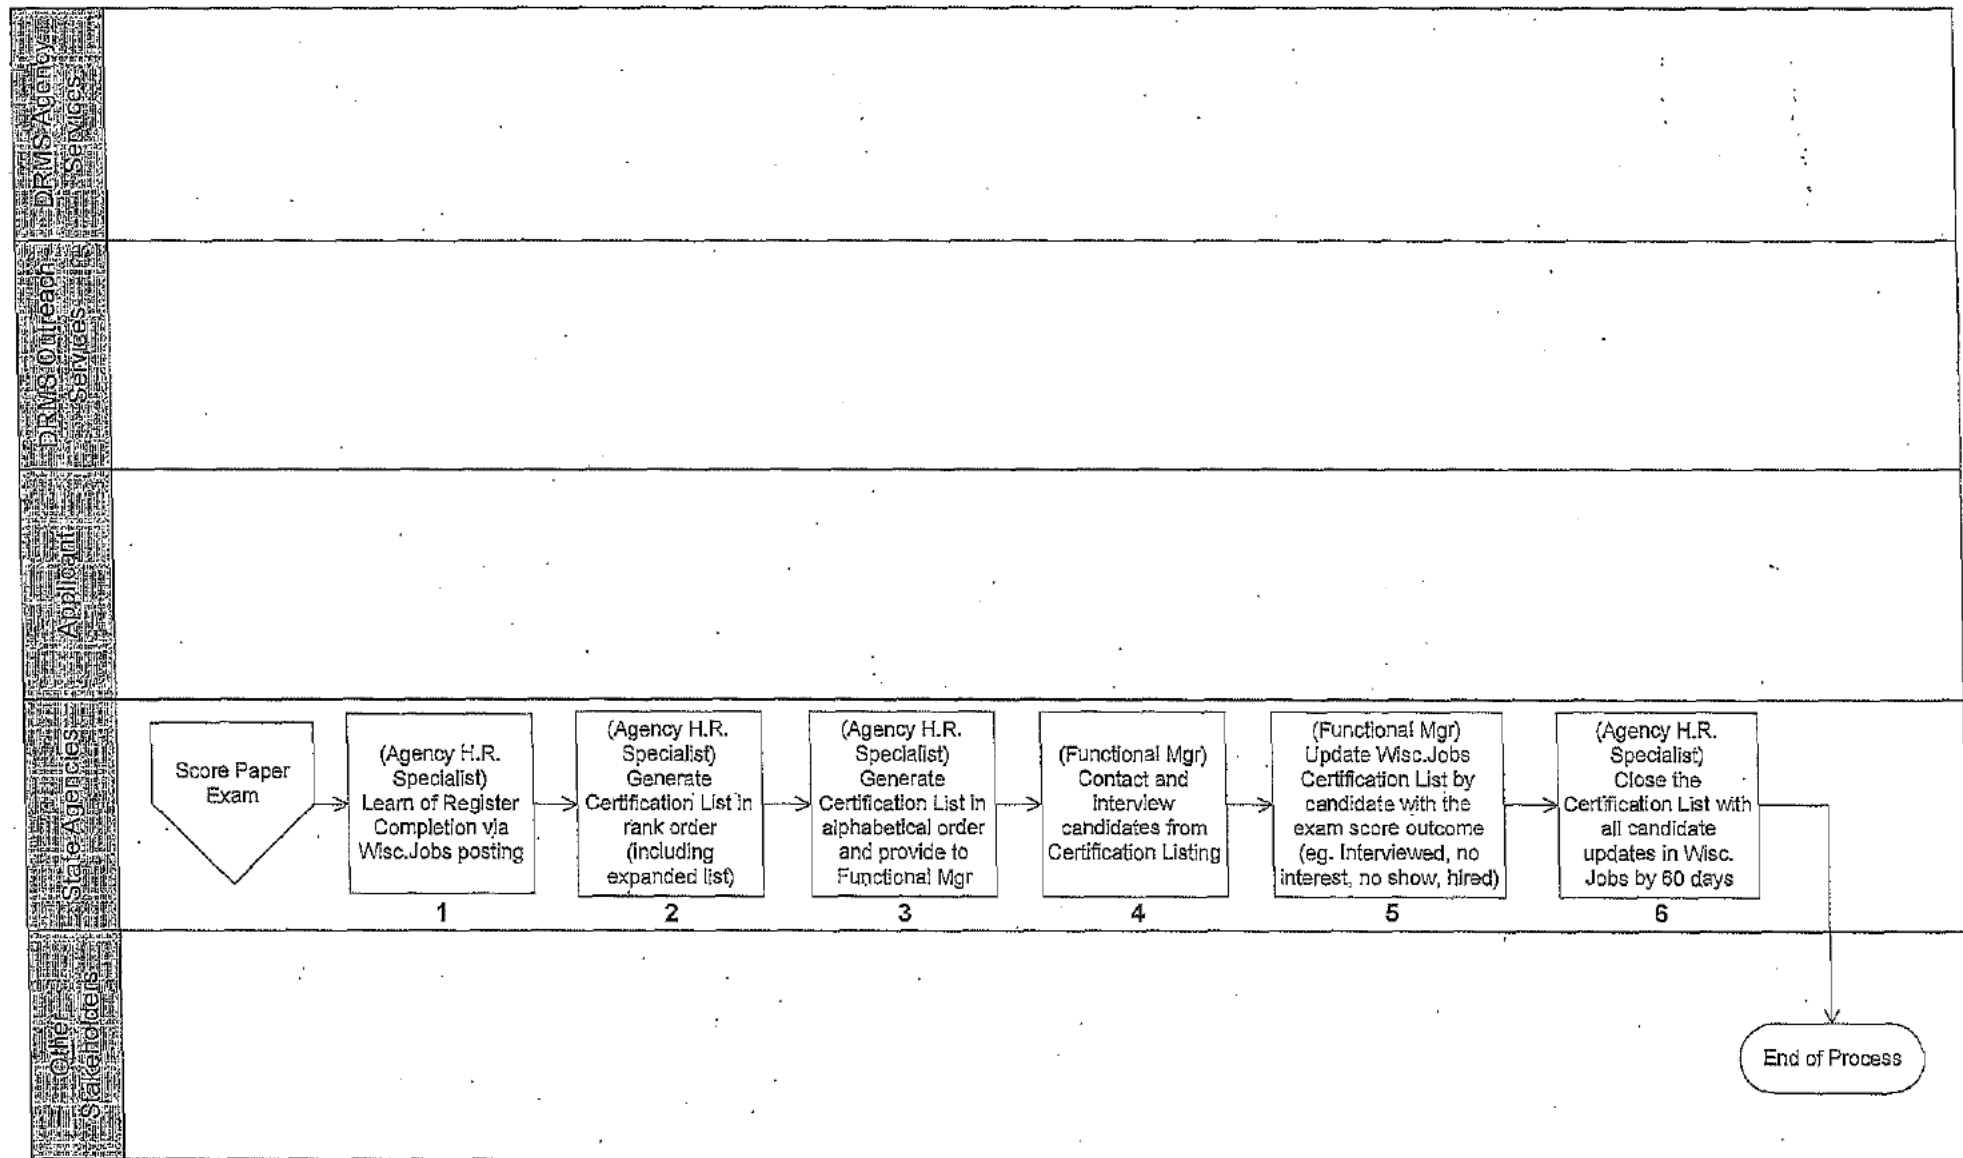 DRMS Agency
Services
DRMS Outreach
Services
Applicant
State Agencies
Score Paper
Exam
(Agency H.R.
Specialist)
Learn of Register
Completion via
Wisc.Jobs posting
1
(Agency H.R.
Specialist)
Generate
Certification List in
rank order
(including
expanded list)
2
(Agency H.R.
Specialist)
Generate
Certification List in
alphabetical order
and provide to
Functional Mgr
3
(Functional Mgr)
Contact and
interview
candidates from
Certification Listing
4
(Functional Mgr)
Update Wisc.Jobs
Certification List by
candidate with the
exam score outcome
(eg. Interviewed, no
interest, no show, hired)
5
(Agency H.R.
Specialist)
Close the
Certification List with
all candidate
updates in Wisc.
Jobs by 60 days
6
Other
Stakeholders
End of Process